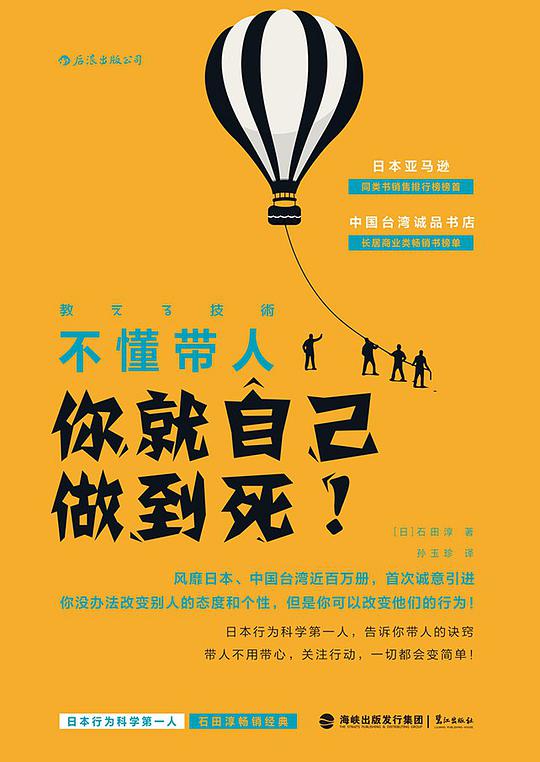 后浪出版公司
日本亚马逊
同类书销售排行榜榜首
中国台湾诚品书店
长居商业类畅销书榜单
教える技術
不懂带人
你就自己
做到死！
[日]石田淳 著
孙玉珍 译
风靡日本、中国台湾近百万册，首次诚意引进
你没办法改变别人的态度和个性，但是你可以改变他们的行为！
日本行为科学第一人，告诉你带人的诀窍
带人不用带心，关注行动，一切都会变简单！
日本行为科学第一人
石田淳畅销经典
海峡出版发行集团
THE STRAITS PUBLISHING & DISTRIBUTING GROUP
鹭江出版社